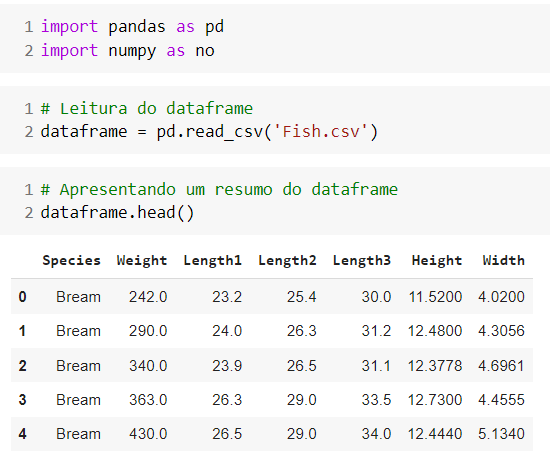 1 import pandas as pd
2 import numpy as no
1 # Leitura do dataframe
2 dataframe = pd.read_csv('Fish.csv')
1 # Apresentando um resumo do dataframe
2 dataframe.head()
Species Weight Length1 Length2 Length3 Height Width
0 Bream 242.0 23.2 25.4 30.0 11.5200 4.0200
1 Bream 290.0 24.0 26.3 31.2 12.4800 4.3056
2 Bream 340.0 23.9 26.5 31.1 12.3778 4.6961
3 Bream 363.0 26.3 29.0 33.5 12.7300 4.4555
4 Bream 430.0 26.5 29.0 34.0 12.4440 5.1340